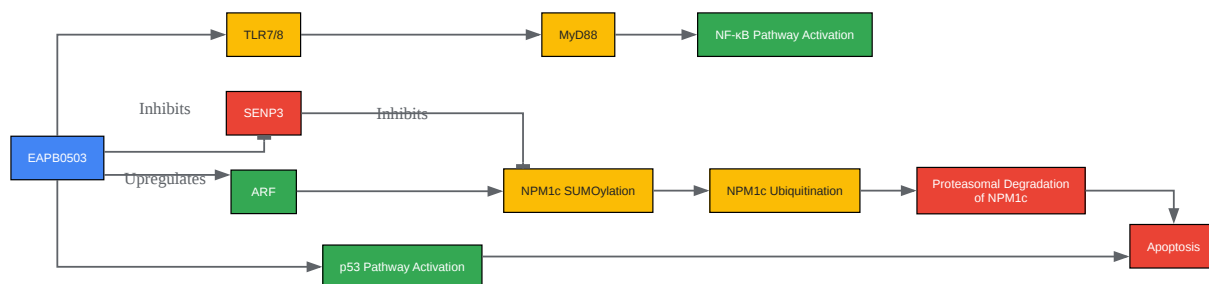 TLR7/8
MyD88
NF-κB Pathway Activation
Inhibits
SENP3
Inhibits
EAPB0503
Upregulates
ARF
NPM1c SUMOylation
NPM1c Ubiquitination
Proteasomal Degradation
of NPM1c
Apoptosis
p53 Pathway Activation